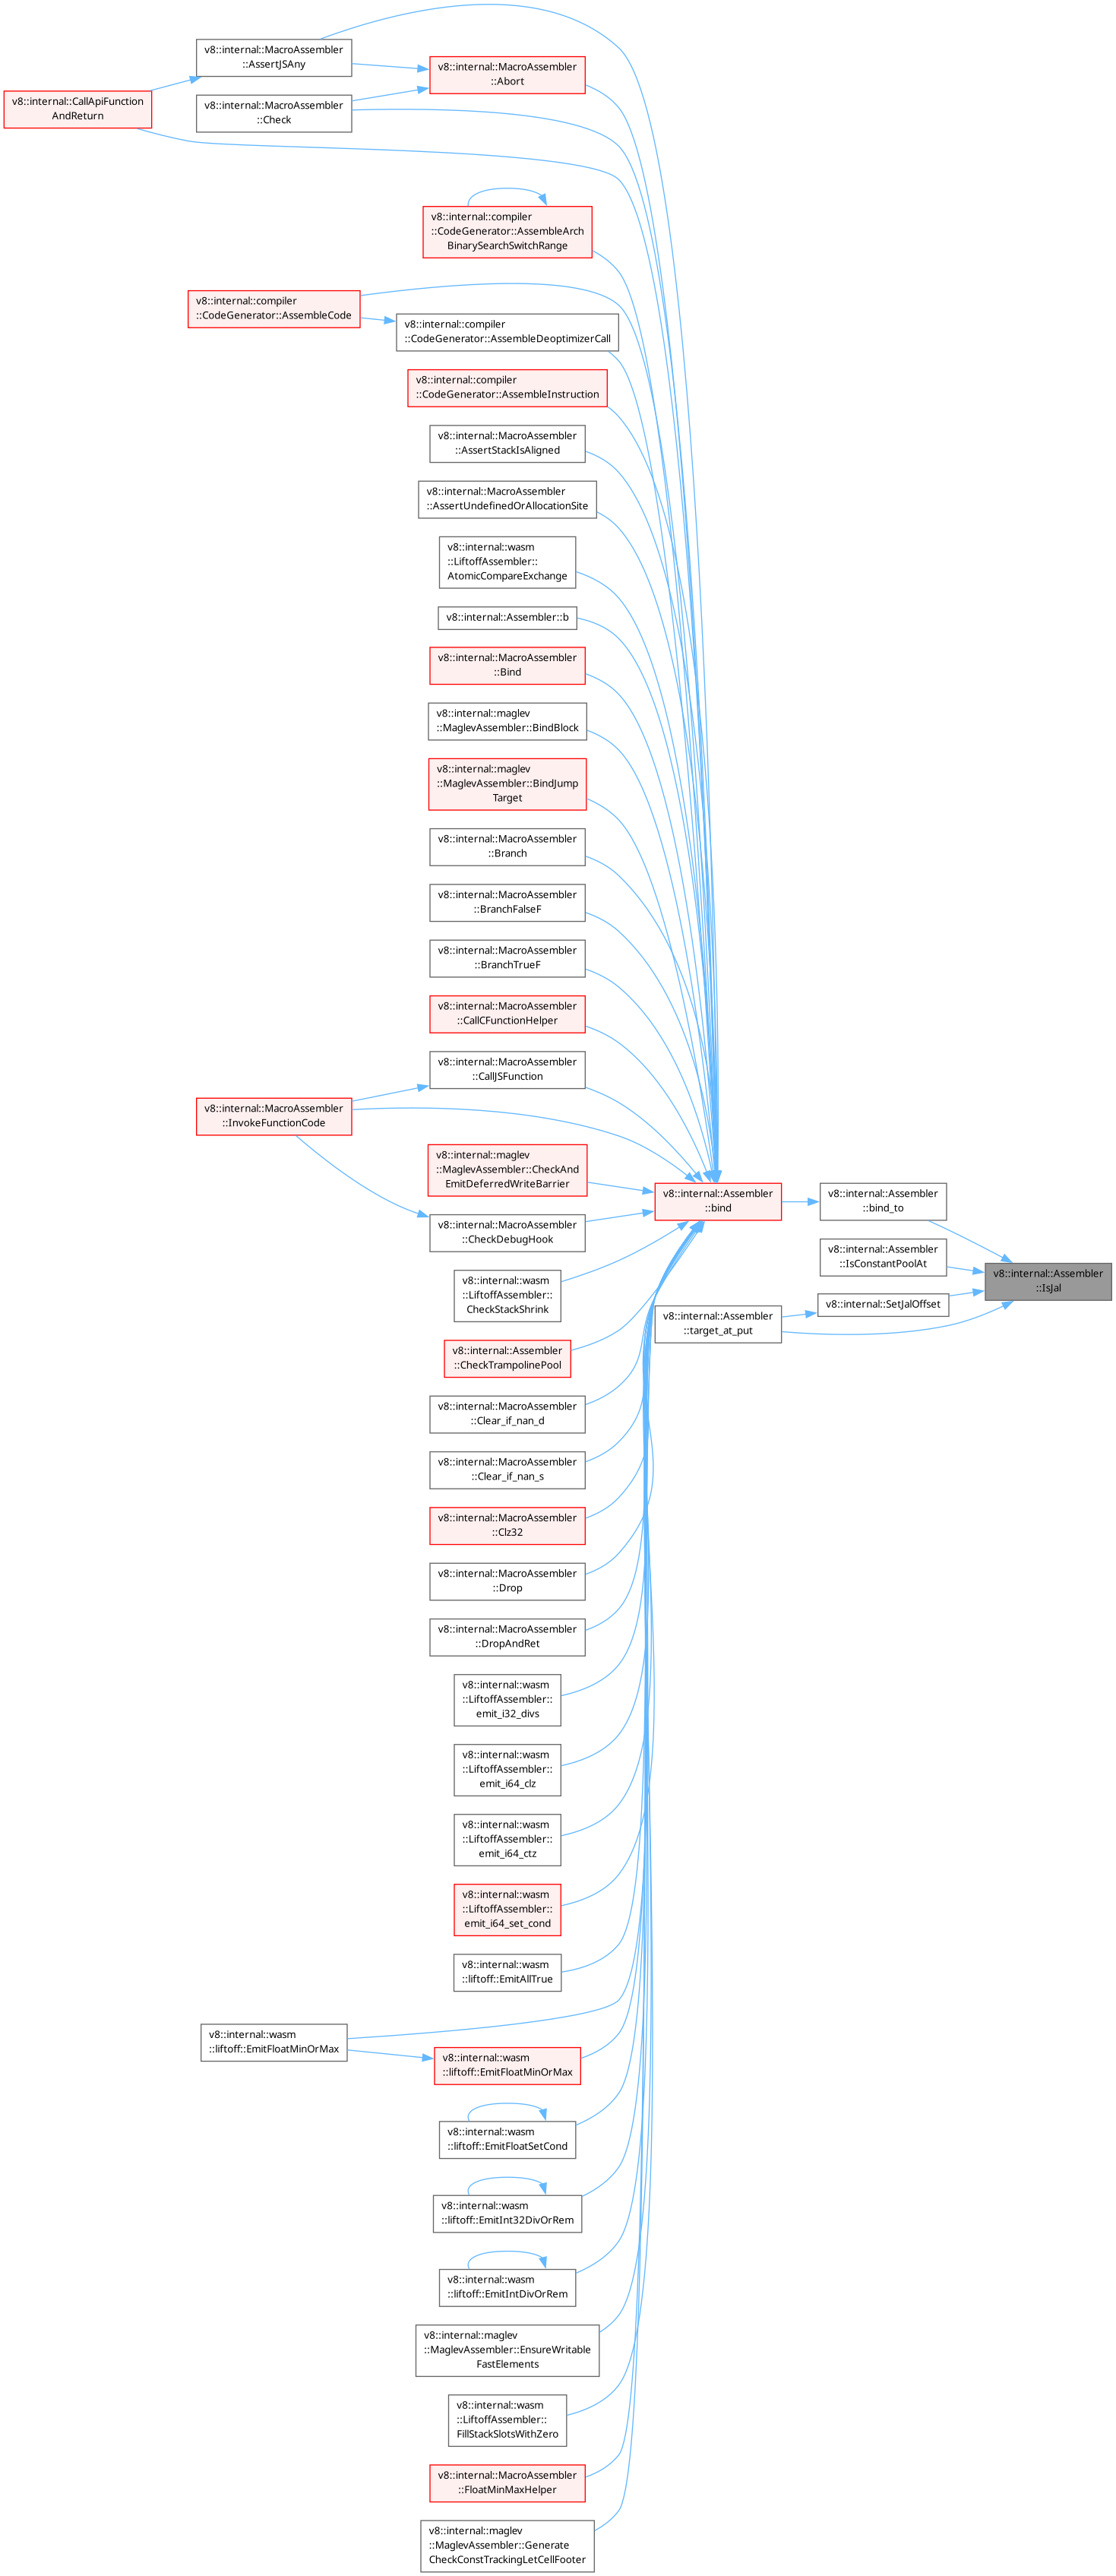 v8::internal::MacroAssembler
::AssertJSAny
v8::internal::MacroAssembler
::Abort
v8::internal::CallApiFunction
AndReturn
v8::internal::MacroAssembler
::Check
v8::internal::compiler
::CodeGenerator::AssembleArch
BinarySearchSwitchRange
v8::internal::compiler
::CodeGenerator::AssembleCode
v8::internal::compiler
::CodeGenerator::AssembleDeoptimizerCall
v8::internal::compiler
::CodeGenerator::AssembleInstruction
v8::internal::MacroAssembler
::AssertStackIsAligned
v8::internal::MacroAssembler
::AssertUndefinedOrAllocationSite
v8::internal::wasm
::LiftoffAssembler::
AtomicCompareExchange
v8::internal::Assembler::b
v8::internal::MacroAssembler
::Bind
v8::internal::maglev
::MaglevAssembler::BindBlock
v8::internal::maglev
::MaglevAssembler::BindJump
Target
v8::internal::MacroAssembler
::Branch
v8::internal::MacroAssembler
::BranchFalseF
v8::internal::MacroAssembler
::BranchTrueF
v8::internal::MacroAssembler
::CallCFunctionHelper
v8::internal::MacroAssembler
::CallJSFunction
v8::internal::MacroAssembler
::InvokeFunctionCode
v8::internal::maglev
::MaglevAssembler::CheckAnd
EmitDeferredWriteBarrier
v8::internal::Assembler
::bind
v8::internal::Assembler
::bind_to
v8::internal::MacroAssembler
::CheckDebugHook
v8::internal::Assembler
::IsConstantPoolAt
v8::internal::Assembler
::IsJal
v8::internal::wasm
::LiftoffAssembler::
CheckStackShrink
v8::internal::SetJalOffset
v8::internal::Assembler
::target_at_put
v8::internal::Assembler
::CheckTrampolinePool
v8::internal::MacroAssembler
::Clear_if_nan_d
v8::internal::MacroAssembler
::Clear_if_nan_s
v8::internal::MacroAssembler
::Clz32
v8::internal::MacroAssembler
::Drop
v8::internal::MacroAssembler
::DropAndRet
v8::internal::wasm
::LiftoffAssembler::
emit_i32_divs
v8::internal::wasm
::LiftoffAssembler::
emit_i64_clz
v8::internal::wasm
::LiftoffAssembler::
emit_i64_ctz
v8::internal::wasm
::LiftoffAssembler::
emit_i64_set_cond
v8::internal::wasm
::liftoff::EmitAllTrue
v8::internal::wasm
::liftoff::EmitFloatMinOrMax
v8::internal::wasm
::liftoff::EmitFloatMinOrMax
v8::internal::wasm
::liftoff::EmitFloatSetCond
v8::internal::wasm
::liftoff::EmitInt32DivOrRem
v8::internal::wasm
::liftoff::EmitIntDivOrRem
v8::internal::maglev
::MaglevAssembler::EnsureWritable
FastElements
v8::internal::wasm
::LiftoffAssembler::
FillStackSlotsWithZero
v8::internal::MacroAssembler
::FloatMinMaxHelper
v8::internal::maglev
::MaglevAssembler::Generate
CheckConstTrackingLetCellFooter